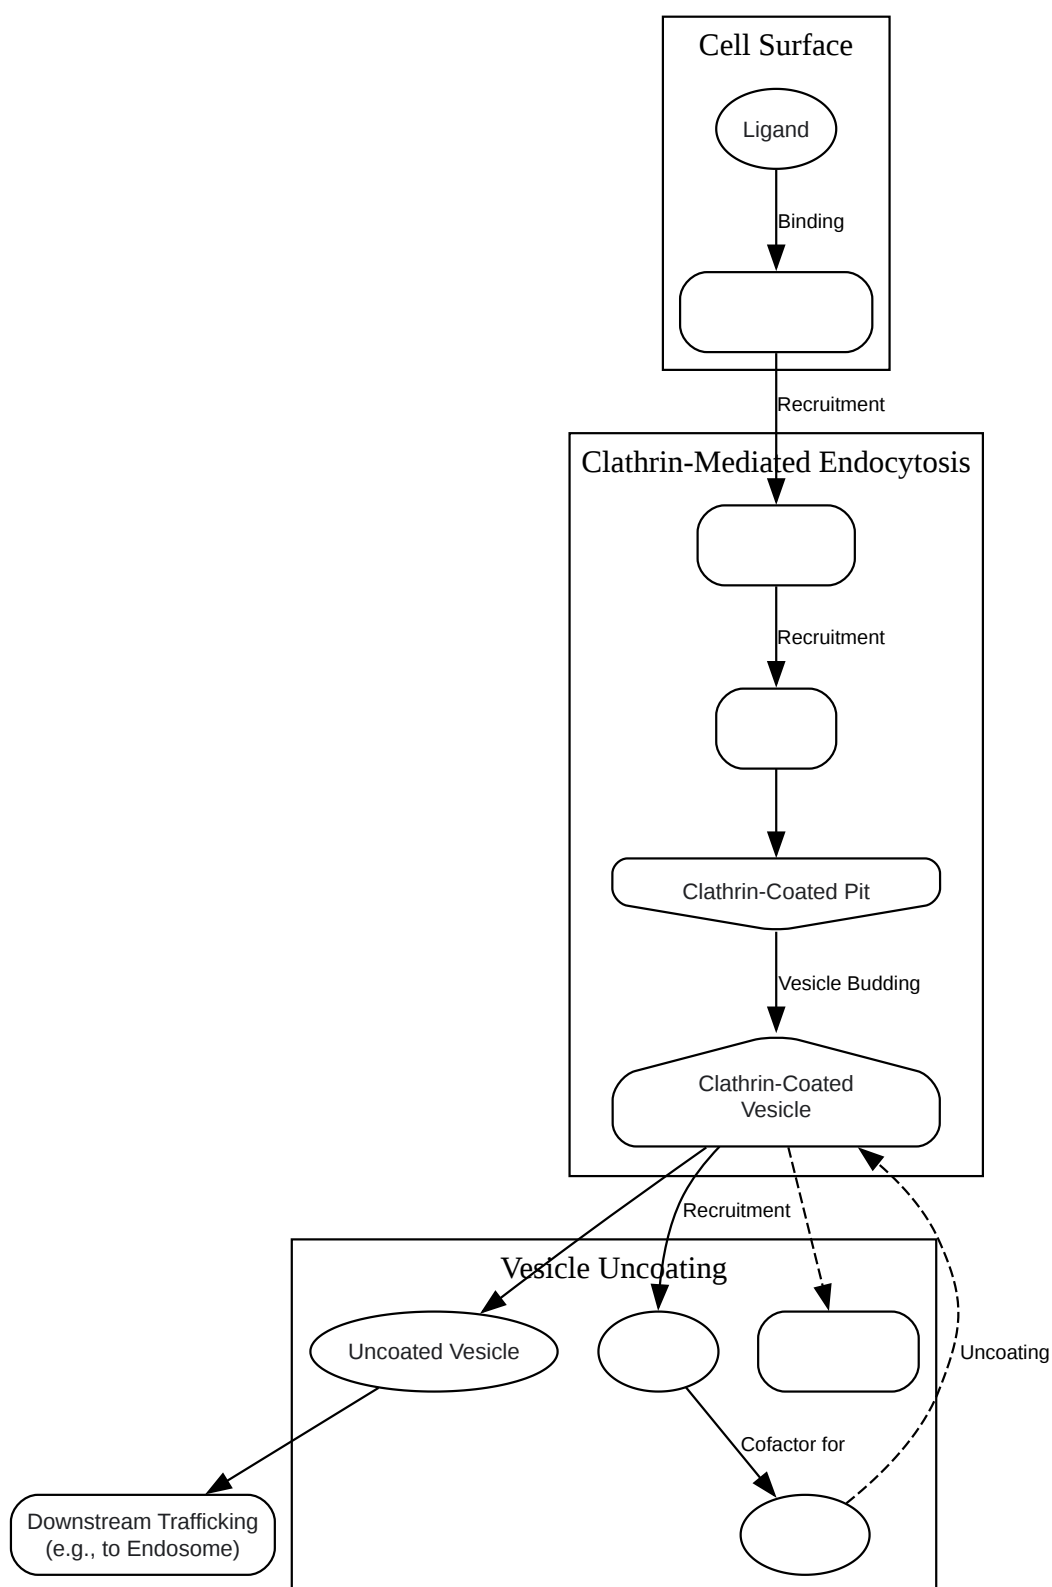 Cell Surface
Ligand
Binding
Recruitment
Clathrin-Mediated Endocytosis
Recruitment
Clathrin-Coated Pit
Vesicle Budding
Clathrin-Coated
Vesicle
Recruitment
Vesicle Uncoating
Uncoated Vesicle
Uncoating
Cofactor for
Downstream Trafficking
(e.g., to Endosome)